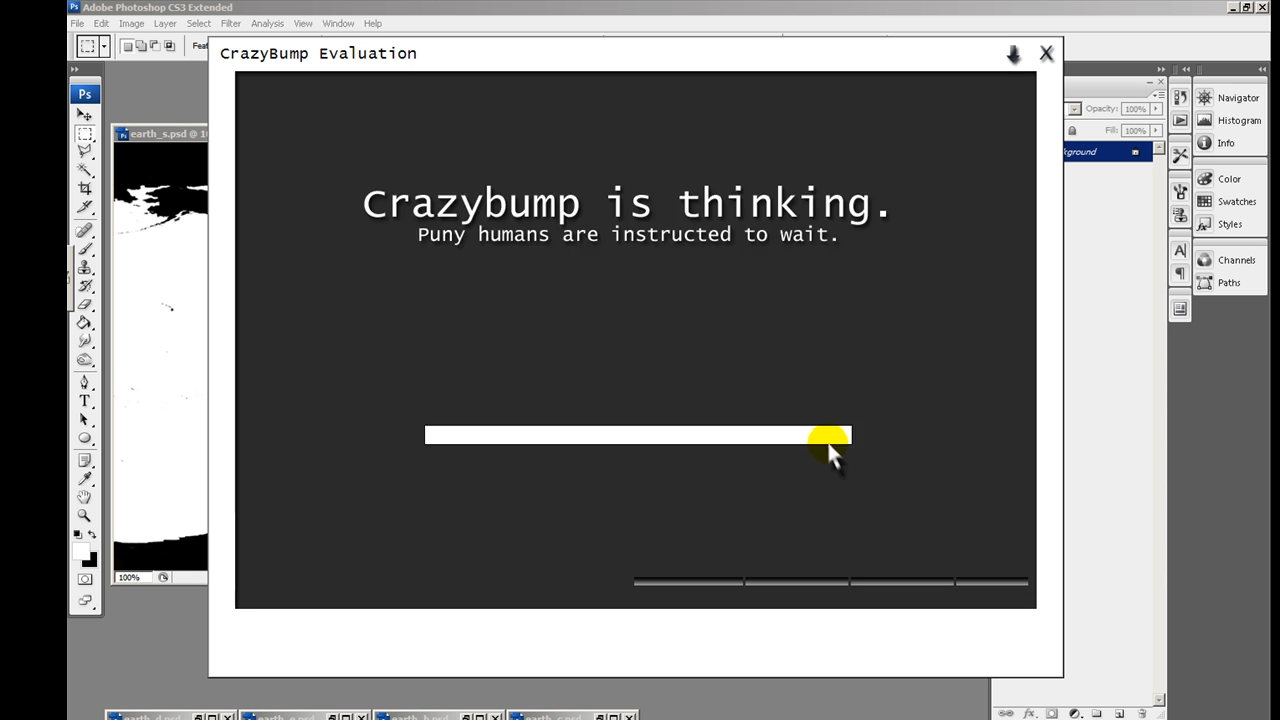 Ps Adobe Photoshop CS3 Extended
File Edit Image Layer Select Filter Analysis View Window Help
CrazyBump Evaluation X
Ps
Opacity: 100%
Fill: 100%
earth_s.psd @
Crazybump is thinking.
Puny humans are instructed to wait.
100%
Navigator
Histogram
Info
Color
Swatches
Styles
Channels
Paths